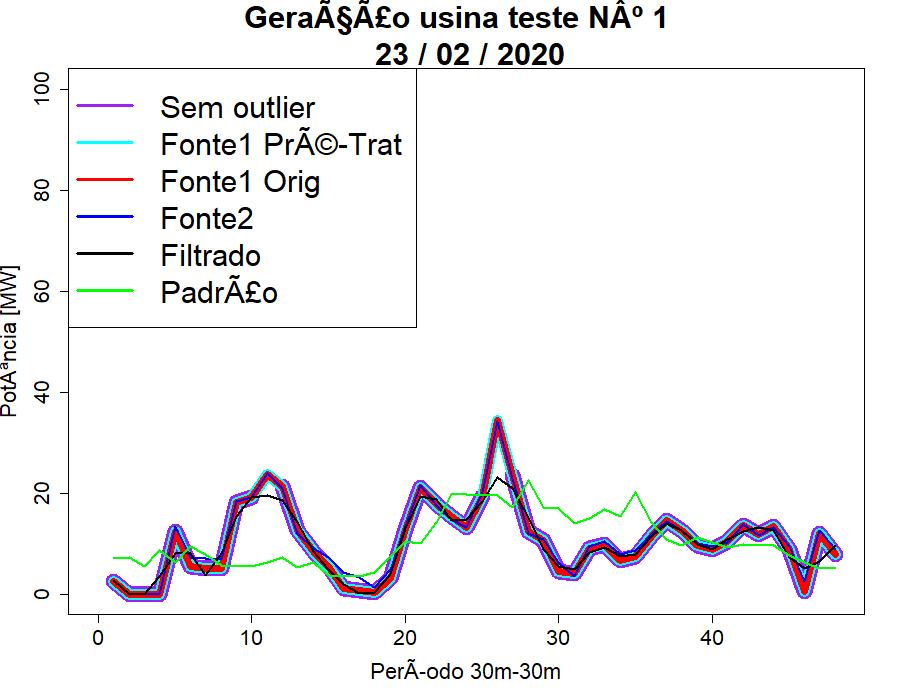 GeraÃ§Ã£o usina teste NÂº 1
23 / 02 / 2020
Sem outlier
Fonte1 PrÃ©-Trat
Fonte1 Orig
Fonte2
Filtrado
PadrÃ£o
PotÃªncia [MW]
100
80
60
40
20
0
0 10 20 30 40
PerÃ­-odo 30m-30m